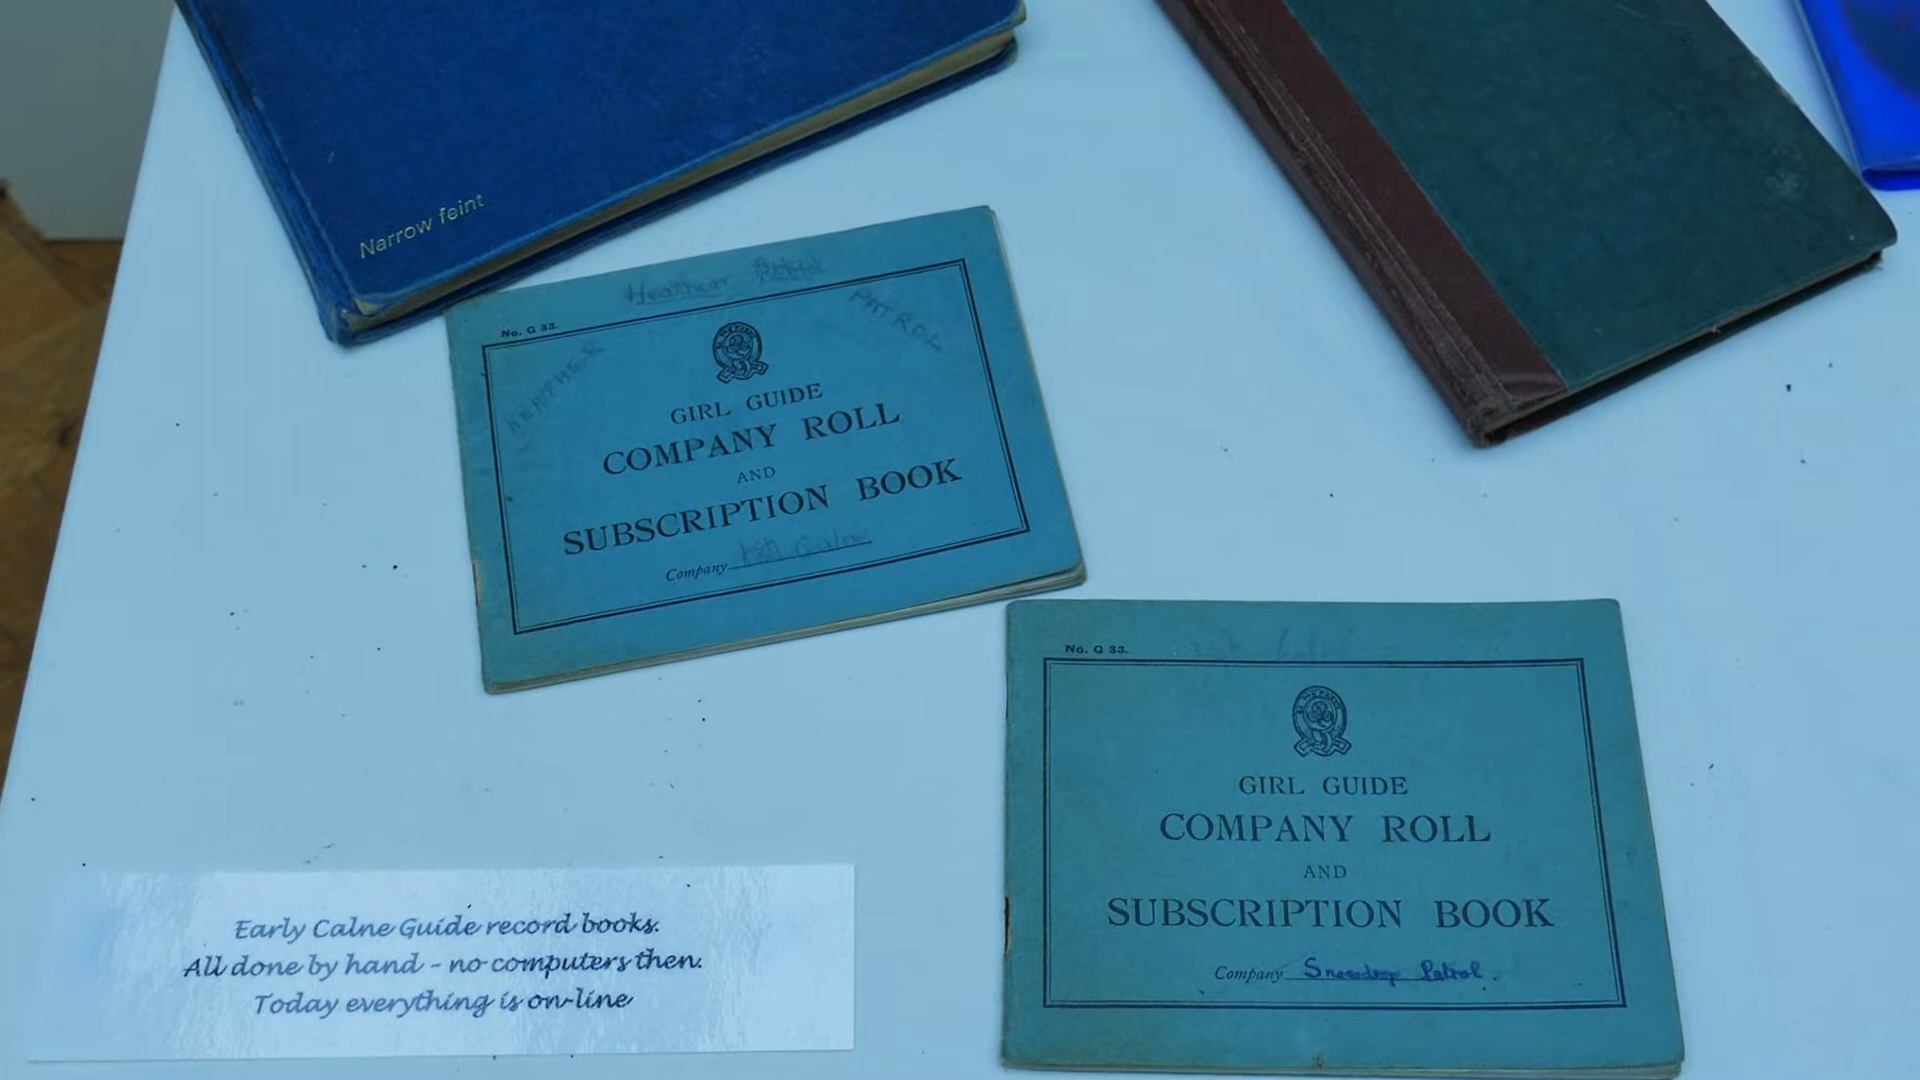 Narrow feint
Heather
HEATHER
PATROL
No. G 33.
GIRL GUIDE
COMPANY ROLL
AND
SUBSCRIPTION BOOK
Company Calne
No. G 33.
GIRL GUIDE
COMPANY ROLL
AND
SUBSCRIPTION BOOK
Company Snowdrop Patrol.
Early Calne Guide record books.
All done by hand - no computers then.
Today everything is on-line